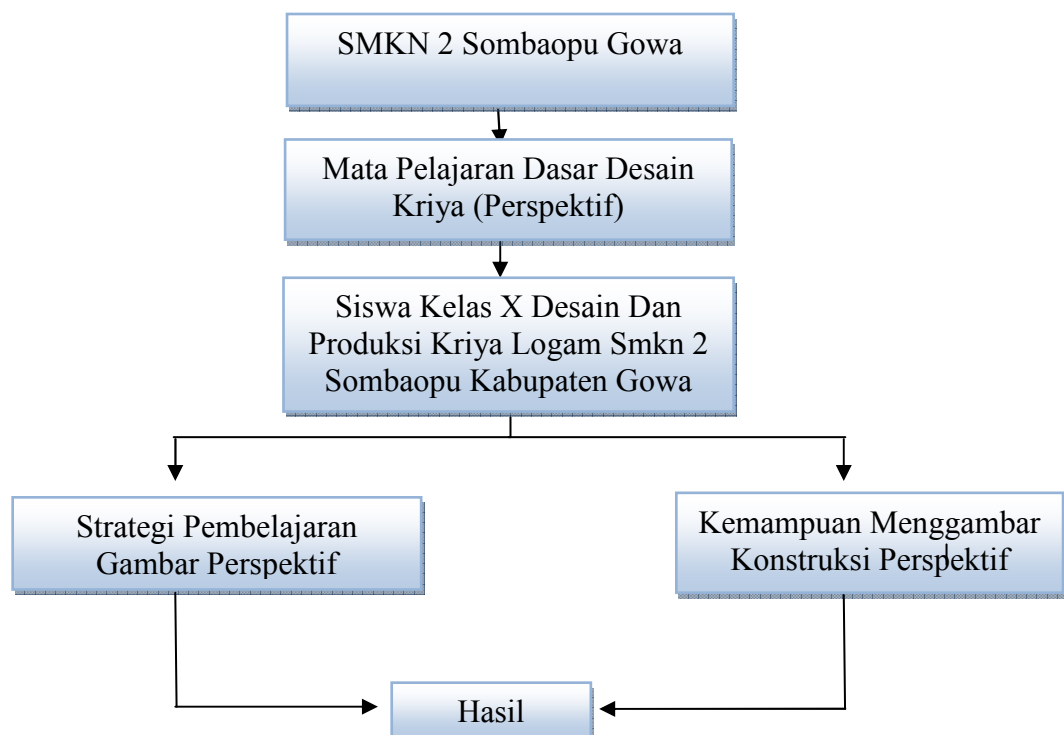 SMKN 2 Sombaopu Gowa
Mata Pelajaran Dasar Desain
Kriya (Perspektif)
Siswa Kelas X Desain Dan
Produksi Kriya Logam Smkn 2
Sombaopu Kabupaten Gowa
Strategi Pembelajaran
Gambar Perspektif
Kemampuan Menggambar
Konstruksi Perspektif
Hasil